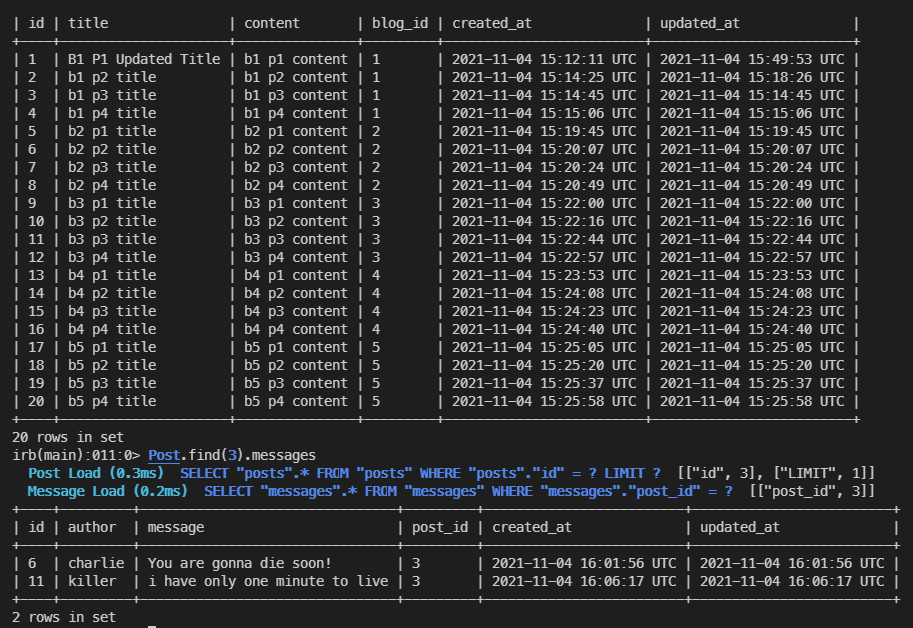 | id | title | content | blog_id | created_at | updated_at |
| 1 | B1 P1 Updated Title | b1 p1 content | 1 | 2021-11-04 15:12:11 UTC | 2021-11-04 15:49:53 UTC |
| 2 | b1 p2 title | b1 p2 content | 1 | 2021-11-04 15:14:25 UTC | 2021-11-04 15:18:26 UTC |
| 3 | b1 p3 title | b1 p3 content | 1 | 2021-11-04 15:14:45 UTC | 2021-11-04 15:14:45 UTC |
| 4 | b1 p4 title | b1 p4 content | 1 | 2021-11-04 15:15:06 UTC | 2021-11-04 15:15:06 UTC |
| 5 | b2 p1 title | b2 p1 content | 2 | 2021-11-04 15:19:45 UTC | 2021-11-04 15:19:45 UTC |
| 6 | b2 p2 title | b2 p2 content | 2 | 2021-11-04 15:20:07 UTC | 2021-11-04 15:20:07 UTC |
| 7 | b2 p3 title | b2 p3 content | 2 | 2021-11-04 15:20:24 UTC | 2021-11-04 15:20:24 UTC |
| 8 | b2 p4 title | b2 p4 content | 2 | 2021-11-04 15:20:49 UTC | 2021-11-04 15:20:49 UTC |
| 9 | b3 p1 title | b3 p1 content | 3 | 2021-11-04 15:22:00 UTC | 2021-11-04 15:22:00 UTC |
| 10 | b3 p2 title | b3 p2 content | 3 | 2021-11-04 15:22:16 UTC | 2021-11-04 15:22:16 UTC |
| 11 | b3 p3 title | b3 p3 content | 3 | 2021-11-04 15:22:44 UTC | 2021-11-04 15:22:44 UTC |
| 12 | b3 p4 title | b3 p4 content | 3 | 2021-11-04 15:22:57 UTC | 2021-11-04 15:22:57 UTC |
| 13 | b4 p1 title | b4 p1 content | 4 | 2021-11-04 15:23:53 UTC | 2021-11-04 15:23:53 UTC |
| 14 | b4 p2 title | b4 p2 content | 4 | 2021-11-04 15:24:08 UTC | 2021-11-04 15:24:08 UTC |
| 15 | b4 p3 title | b4 p3 content | 4 | 2021-11-04 15:24:23 UTC | 2021-11-04 15:24:23 UTC |
| 16 | b4 p4 title | b4 p4 content | 4 | 2021-11-04 15:24:40 UTC | 2021-11-04 15:24:40 UTC |
| 17 | b5 p1 title | b5 p1 content | 5 | 2021-11-04 15:25:05 UTC | 2021-11-04 15:25:05 UTC |
| 18 | b5 p2 title | b5 p2 content | 5 | 2021-11-04 15:25:20 UTC | 2021-11-04 15:25:20 UTC |
| 19 | b5 p3 title | b5 p3 content | 5 | 2021-11-04 15:25:37 UTC | 2021-11-04 15:25:37 UTC |
| 20 | b5 p4 title | b5 p4 content | 5 | 2021-11-04 15:25:58 UTC | 2021-11-04 15:25:58 UTC |
20 rows in set
irb(main):011:0> Post.find(3).messages
Post Load (0.3ms) SELECT "posts".* FROM "posts" WHERE "posts"."id" = ? LIMIT ? [["id", 3], ["LIMIT", 1]]
Message Load (0.2ms) SELECT "messages".* FROM "messages" WHERE "messages"."post_id" = ? [["post_id", 3]]
| id | author | message | post_id | created_at | updated_at |
| 6 | charlie | You are gonna die soon! | 3 | 2021-11-04 16:01:56 UTC | 2021-11-04 16:01:56 UTC |
| 11 | killer | i have only one minute to live | 3 | 2021-11-04 16:06:17 UTC | 2021-11-04 16:06:17 UTC |
2 rows in set